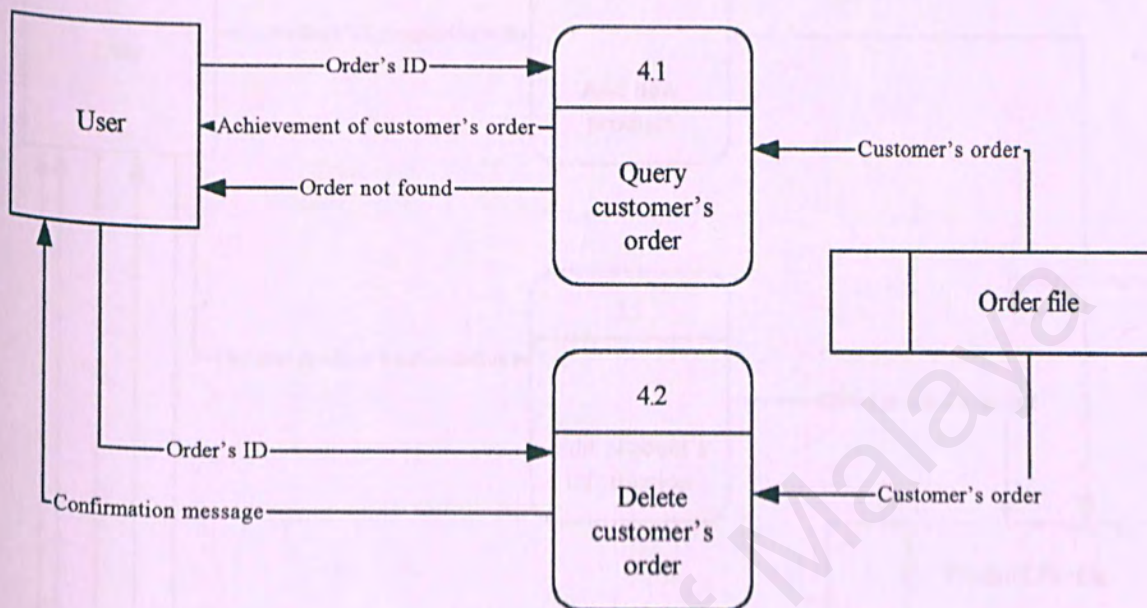 User
Order's ID
Achievement of customer's order
Order not found
4.1
Query
customer's
order
Customer's order
Order file
4.2
Delete
customer's
order
Order's ID
Confirmation message
Customer's order
Malaya